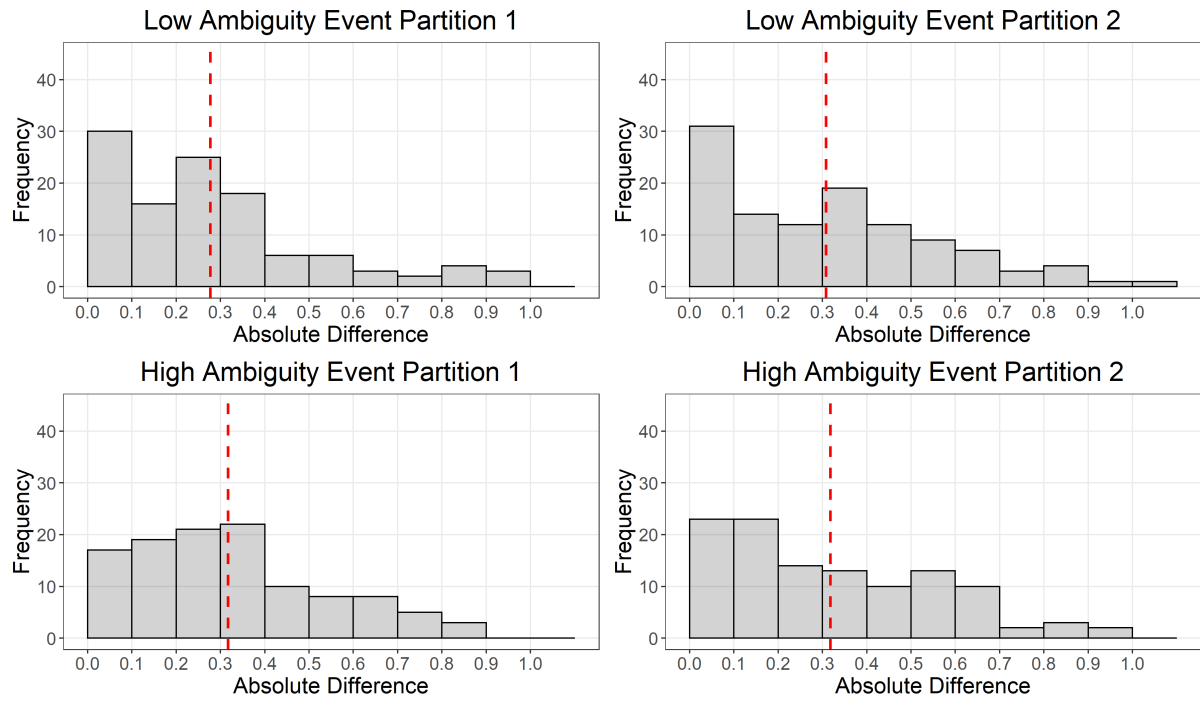 Low Ambiguity Event Partition 1
40
30
20
10
0
Frequency
0.0 0.1 0.2 0.3 0.4 0.5 0.6 0.7 0.8 0.9 1.0
Absolute Difference
Low Ambiguity Event Partition 2
40
30
20
10
0
Frequency
0.0 0.1 0.2 0.3 0.4 0.5 0.6 0.7 0.8 0.9 1.0
Absolute Difference
High Ambiguity Event Partition 1
40
30
20
10
0
Frequency
0.0 0.1 0.2 0.3 0.4 0.5 0.6 0.7 0.8 0.9 1.0
Absolute Difference
High Ambiguity Event Partition 2
40
30
20
10
0
Frequency
0.0 0.1 0.2 0.3 0.4 0.5 0.6 0.7 0.8 0.9 1.0
Absolute Difference